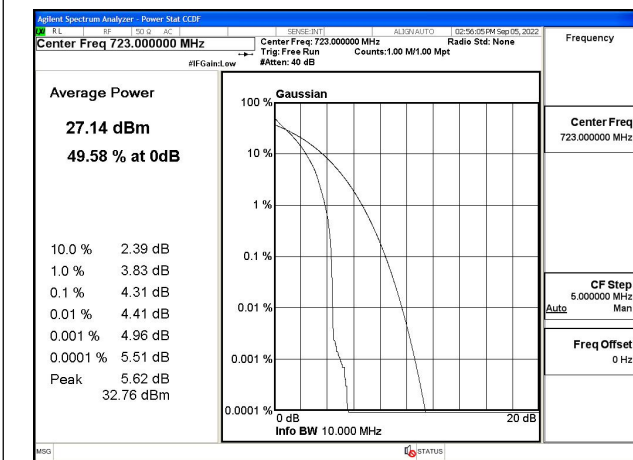 Agilent Spectrum Analyzer - Power Stat CCDF
LXI RL RF 50 Ω AC SENSE:INT ALIGN AUTO 02:56:05 PM Sep 05, 2022
Center Freq 723.000000 MHz
Center Freq: 723.000000 MHz Radio Std: None
Trig: Free Run Counts:1.00 M/1.00 Mpt
#IFGain:Low #Atten: 40 dB
Frequency
Average Power
27.14 dBm
49.58 % at 0dB
10.0 % 2.39 dB
1.0 % 3.83 dB
0.1 % 4.31 dB
0.01 % 4.41 dB
0.001 % 4.96 dB
0.0001 % 5.51 dB
Peak 5.62 dB
32.76 dBm
Gaussian
100 %
10 %
1 %
0.1 %
0.01 %
0.001 %
0.0001 %
0 dB 20 dB
Info BW 10.000 MHz
Center Freq
723.000000 MHz
CF Step
5.000000 MHz
Auto Man
Freq Offset
0 Hz
MSG STATUS